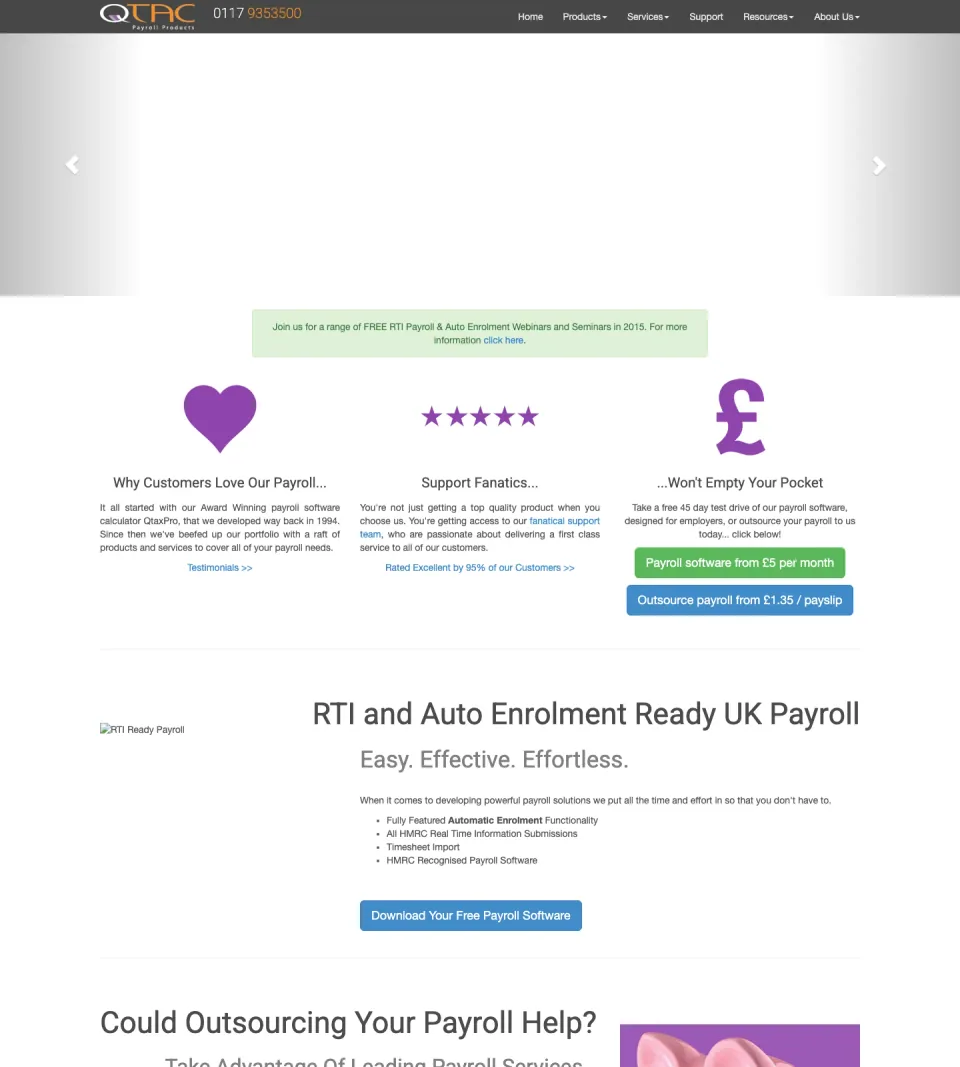 QTAC
Payroll Products
0117 9353500
Home
Products
Services
Support
Resources
About Us
Join us for a range of FREE RTI Payroll & Auto Enrolment Webinars and Seminars in 2015. For more
information click here.
Why Customers Love Our Payroll...
It all started with our Award Winning payroll software
calculator QtaxPro, that we developed way back in 1994.
Since then we've beefed up our portfolio with a raft of
products and services to cover all of your payroll needs.
Testimonials >>
Support Fanatics...
You're not just getting a top quality product when you
choose us. You're getting access to our fanatical support
team, who are passionate about delivering a first class
service to all of our customers.
Rated Excellent by 95% of our Customers >>
£
...Won't Empty Your Pocket
Take a free 45 day test drive of our payroll software,
designed for employers, or outsource your payroll to us
today... click below!
Payroll software from £5 per month
Outsource payroll from £1.35 / payslip
RTI Ready Payroll
RTI and Auto Enrolment Ready UK Payroll
Easy. Effective. Effortless.
When it comes to developing powerful payroll solutions we put all the time and effort in so that you don't have to.
Fully Featured Automatic Enrolment Functionality
All HMRC Real Time Information Submissions
Timesheet Import
HMRC Recognised Payroll Software
Download Your Free Payroll Software
Could Outsourcing Your Payroll Help?
Take Advantage Of Leading Payroll Services